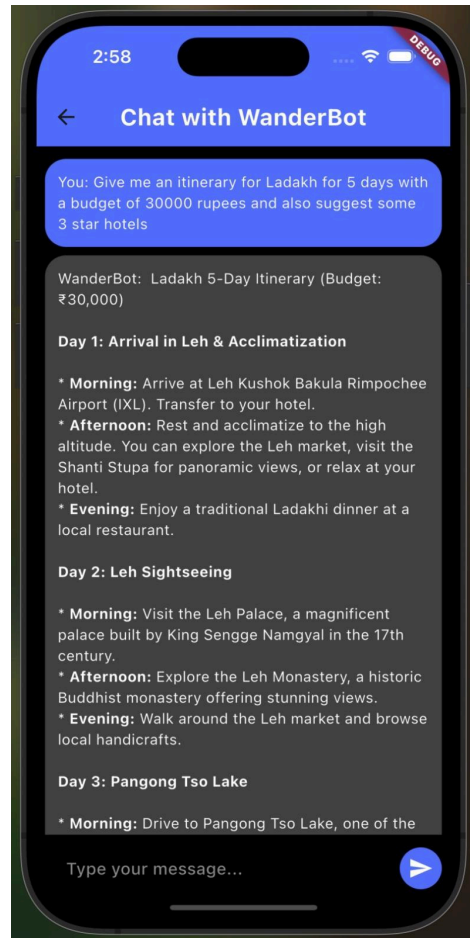 2:58
DEBUG
Chat with WanderBot
You: Give me an itinerary for Ladakh for 5 days with
a budget of 30000 rupees and also suggest some
3 star hotels
WanderBot:  Ladakh 5-Day Itinerary (Budget:
₹30,000)
Day 1: Arrival in Leh & Acclimatization
* Morning: Arrive at Leh Kushok Bakula Rimpochee
Airport (IXL). Transfer to your hotel.
* Afternoon: Rest and acclimatize to the high
altitude. You can explore the Leh market, visit the
Shanti Stupa for panoramic views, or relax at your
hotel.
* Evening: Enjoy a traditional Ladakhi dinner at a
local restaurant.
Day 2: Leh Sightseeing
* Morning: Visit the Leh Palace, a magnificent
palace built by King Sengge Namgyal in the 17th
century.
* Afternoon: Explore the Leh Monastery, a historic
Buddhist monastery offering stunning views.
* Evening: Walk around the Leh market and browse
local handicrafts.
Day 3: Pangong Tso Lake
* Morning: Drive to Pangong Tso Lake, one of the
Type your message...